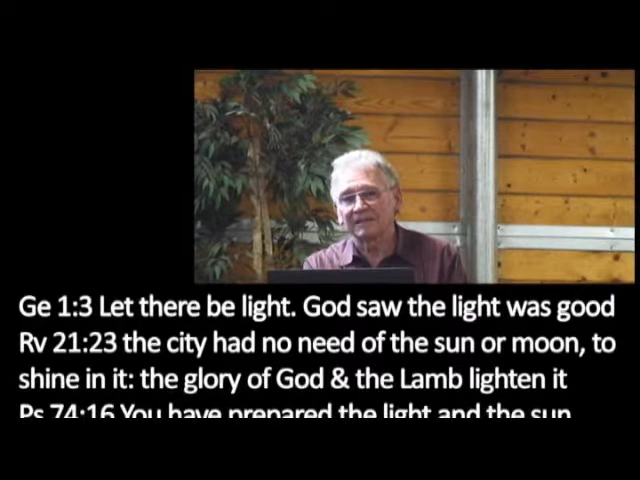 Ge 1:3 Let there be light. God saw the light was good
Rv 21:23 the city had no need of the sun or moon, to
shine in it: the glory of God & the Lamb lighten it
Ps 74:16 You have prepared the light and the sun